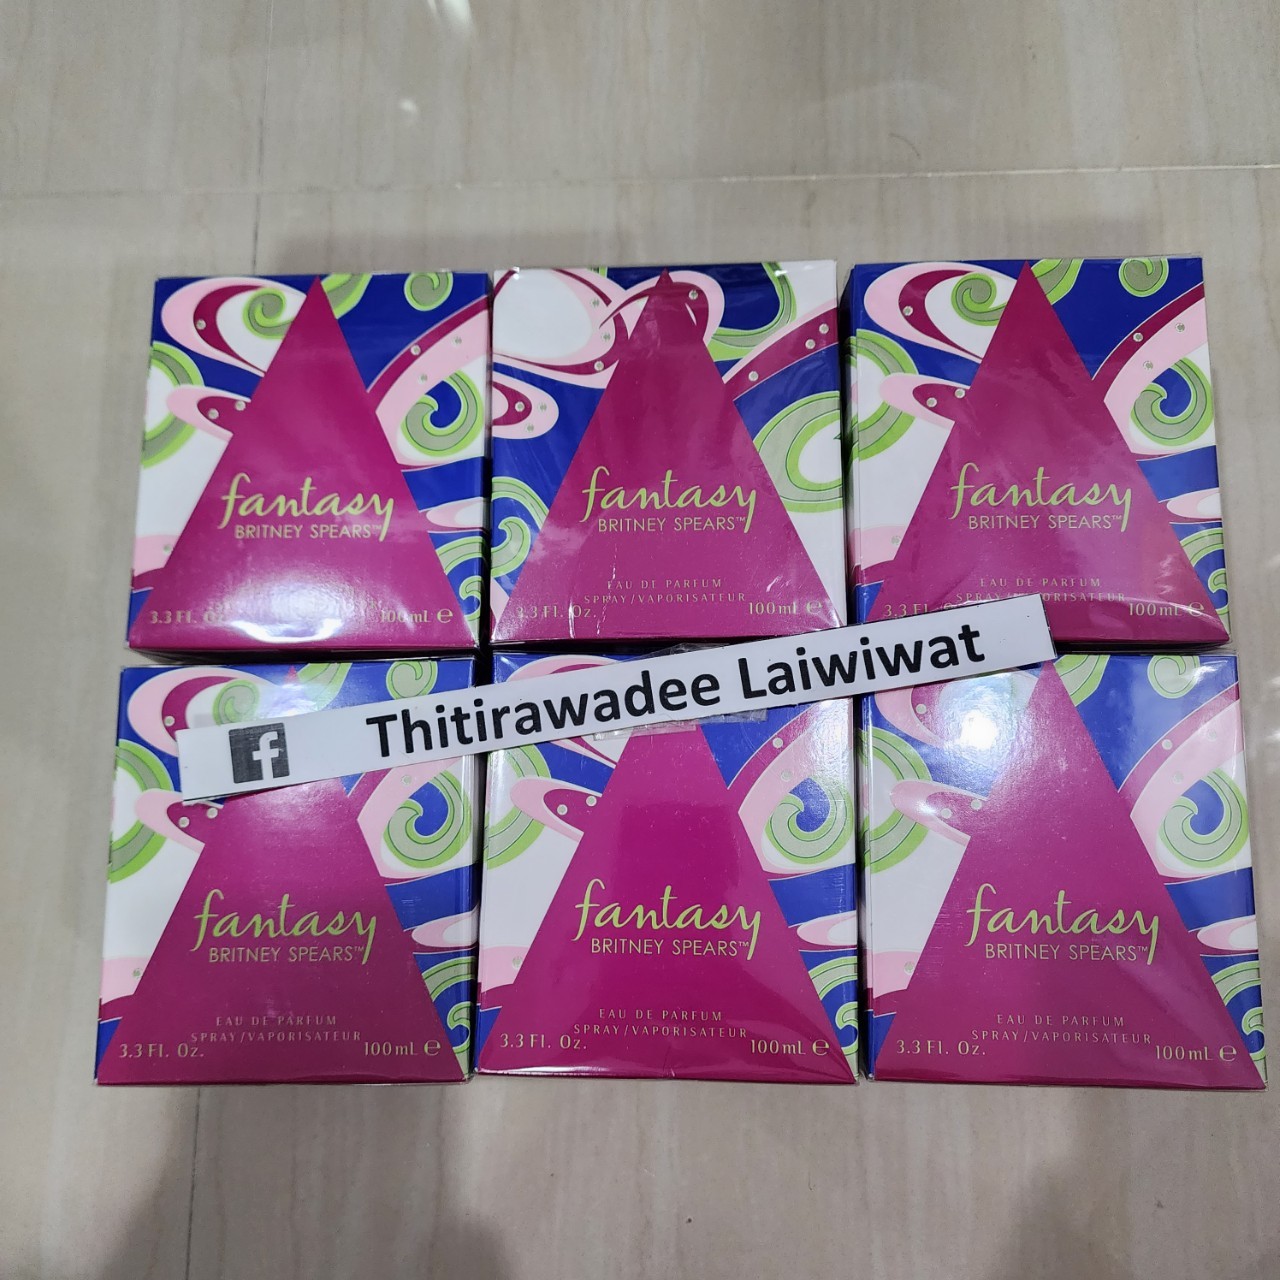 fantasy
BRITNEY SPEARS™
3.3 Fl. Oz.
100mL ℮
fantasy
BRITNEY SPEARS™
EAU DE PARFUM
SPRAY/VAPORISATEUR
3.3 Fl. Oz.
100mL ℮
fantasy
BRITNEY SPEARS™
EAU DE PARFUM
SPRAY/VAPORISATEUR
3.3 Fl. Oz.
100mL ℮
f Thitirawadee Laiwiwat
fantasy
BRITNEY SPEARS™
EAU DE PARFUM
SPRAY/VAPORISATEUR
3.3 Fl. Oz.
100mL ℮
fantasy
BRITNEY SPEARS™
EAU DE PARFUM
SPRAY/VAPORISATEUR
3.3 Fl. Oz.
100mL ℮
fantasy
BRITNEY SPEARS™
EAU DE PARFUM
SPRAY/VAPORISATEUR
3.3 Fl. Oz.
100mL ℮